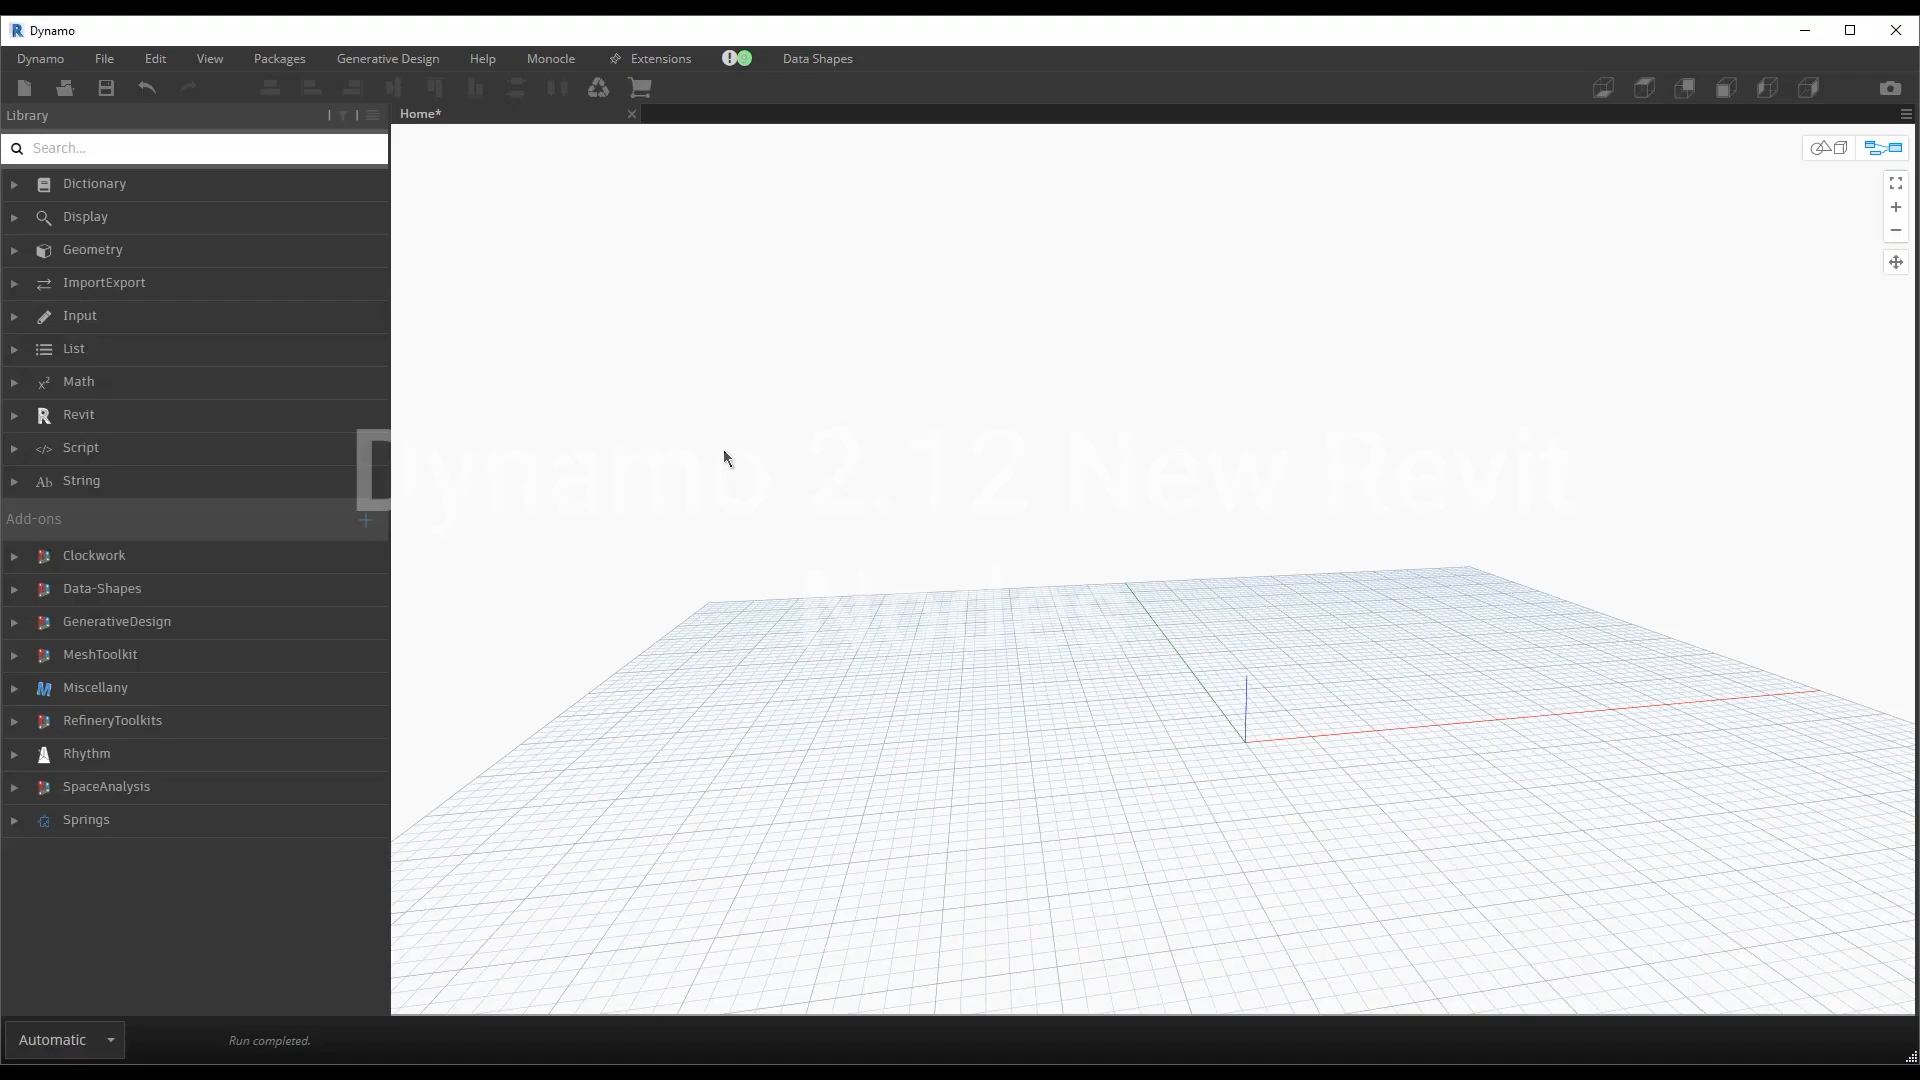 Dynamo
Dynamo File Edit View Packages Generative Design Help Monocle Extensions 9 Data Shapes
Library
Home*
Search...
Dictionary
Display
Geometry
ImportExport
Input
List
Math
Revit
Script
String
Dynamo 2.12 New Revit
Add-ons
Clockwork
Data-Shapes
GenerativeDesign
MeshToolkit
Miscellany
RefineryToolkits
Rhythm
SpaceAnalysis
Springs
Automatic
Run completed.